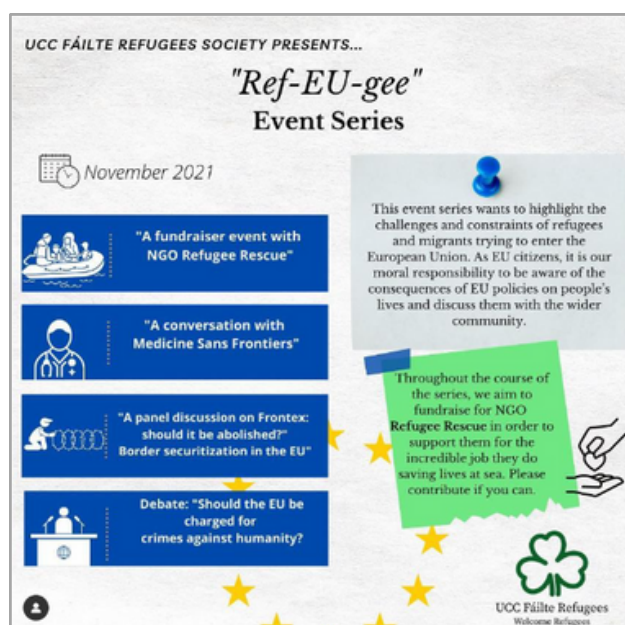 UCC FÁILTE REFUGEES SOCIETY PRESENTS...
"Ref-EU-gee"
Event Series
November 2021
"A fundraiser event with
NGO Refugee Rescue"
"A conversation with
Medicine Sans Frontiers"
"A panel discussion on Frontex:
should it be abolished?"
Border securitization in the EU"
Debate: "Should the EU be
charged for
crimes against humanity?
This event series wants to highlight the
challenges and constraints of refugees
and migrants trying to enter the
European Union. As EU citizens, it is our
moral responsibility to be aware of the
consequences of EU policies on people's
lives and discuss them with the wider
community.
Throughout the course of
the series, we aim to
fundraise for NGO
Refugee Rescue in order to
support them for the
incredible job they do
saving lives at sea. Please
contribute if you can.
UCC Fáilte Refugees
Welcome Refugees